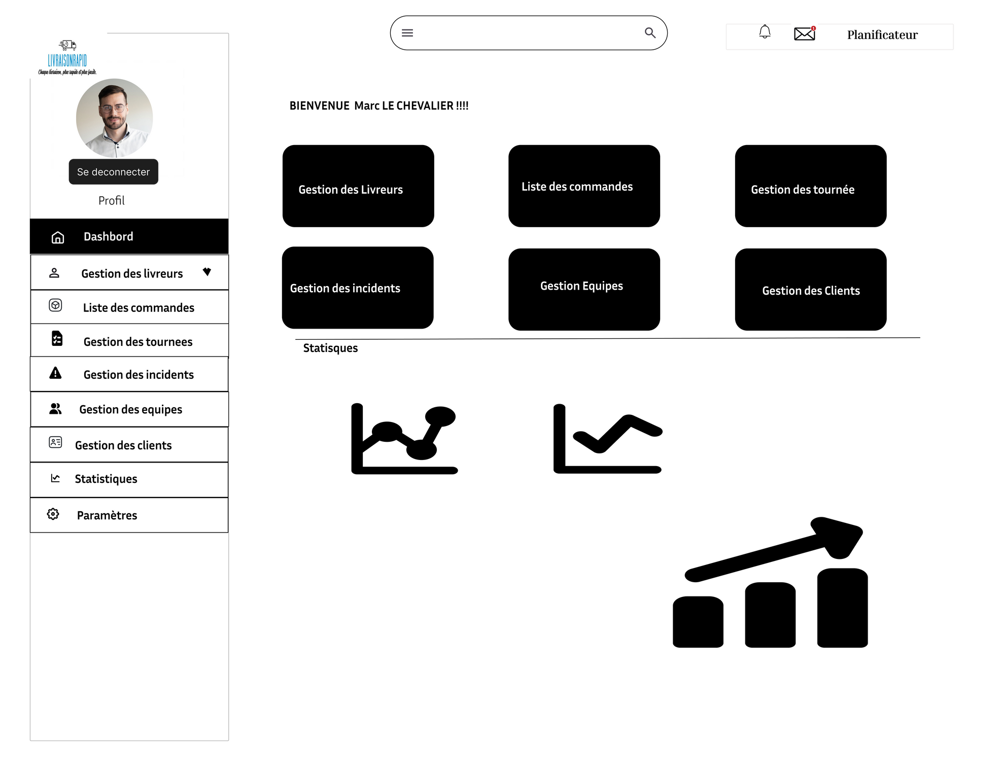 LIVRAISONRAPID
Chaque livraison, plus rapide et plus facile.
Se deconnecter
Profil
Dashbord
Gestion des livreurs
Liste des commandes
Gestion des tournees
Gestion des incidents
Gestion des equipes
Gestion des clients
Statistiques
Paramètres
1
Planificateur
BIENVENUE Marc LE CHEVALIER !!!!
Gestion des Livreurs
Liste des commandes
Gestion des tournée
Gestion des incidents
Gestion Equipes
Gestion des Clients
Statisques